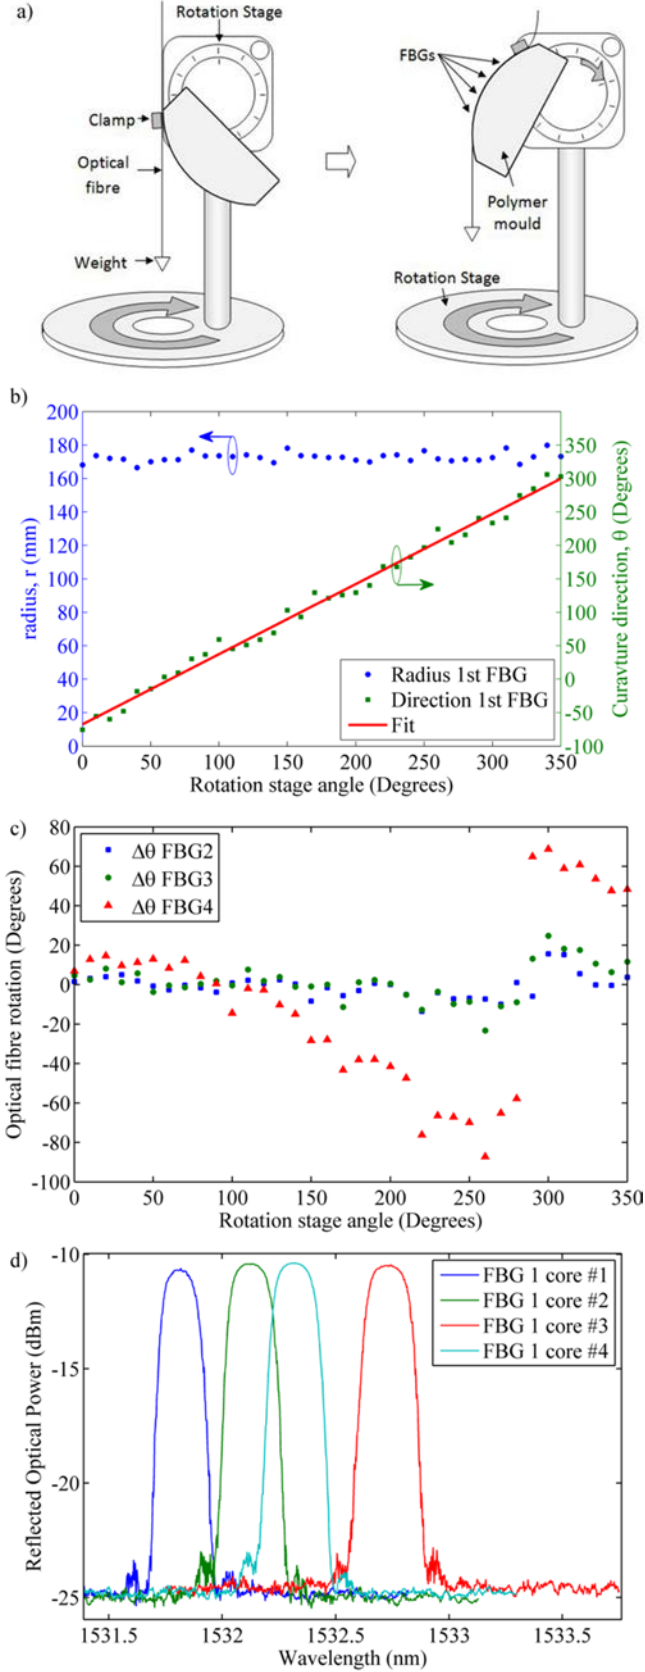 a)
Rotation Stage
FBGs
Clamp
Optical
fibre
Polymer
mould
Weight
Rotation Stage
b)
200
180
160
140
120
100
80
60
40
20
0
radius, r (mm)
350
300
250
200
150
100
50
0
-50
-100
Curavture direction, θ (Degrees)
Radius 1st FBG
Direction 1st FBG
Fit
0 50 100 150 200 250 300 350
Rotation stage angle (Degrees)
c)
80
60
40
20
0
-20
-40
-60
-80
-100
Optical fibre rotation (Degrees)
Δθ FBG2
Δθ FBG3
Δθ FBG4
0 50 100 150 200 250 300 350
Rotation stage angle (Degrees)
d)
-10
-15
-20
-25
Reflected Optical Power (dBm)
FBG 1 core #1
FBG 1 core #2
FBG 1 core #3
FBG 1 core #4
1531.5 1532 1532.5 1533 1533.5
Wavelength (nm)